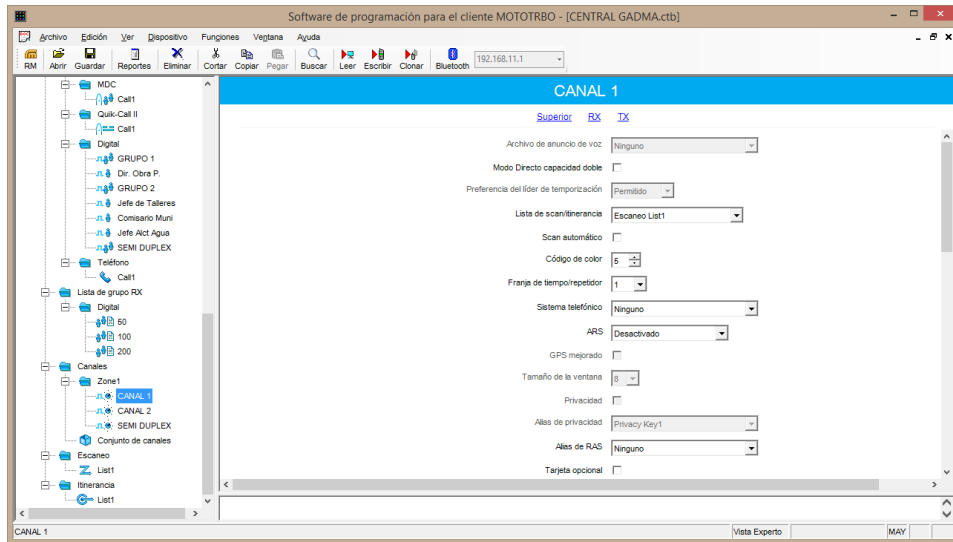 Software de programación para el cliente MOTOTRBO - [CENTRAL GADMA.ctb]
Archivo Edición Ver Dispositivo Funciones Ventana Ayuda
RM Abrir Guardar Reportes Eliminar Cortar Copiar Pegar Buscar Leer Escribir Clonar Bluetooth 192.168.11.1
MDC
Call1
Quik-Call II
Call1
Digital
GRUPO 1
Dir. Obra P.
GRUPO 2
Jefe de Talleres
Comisario Muni
Jefe Alct Agua
SEMI DUPLEX
Teléfono
Call1
Lista de grupo RX
Digital
50
100
200
Canales
Zone1
CANAL 1
CANAL 2
SEMI DUPLEX
Conjunto de canales
Escaneo
List1
Itinerancia
List1
CANAL 1
Superior RX TX
Archivo de anuncio de voz Ninguno
Modo Directo capacidad doble
Preferencia del líder de temporización Permitido
Lista de scan/itinerancia Escaneo List1
Scan automático
Código de color 5
Franja de tiempo/repetidor 1
Sistema telefónico Ninguno
ARS Desactivado
GPS mejorado
Tamaño de la ventana 8
Privacidad
Alias de privacidad Privacy Key1
Alias de RAS Ninguno
Tarjeta opcional
CANAL 1 Vista Experto MAY